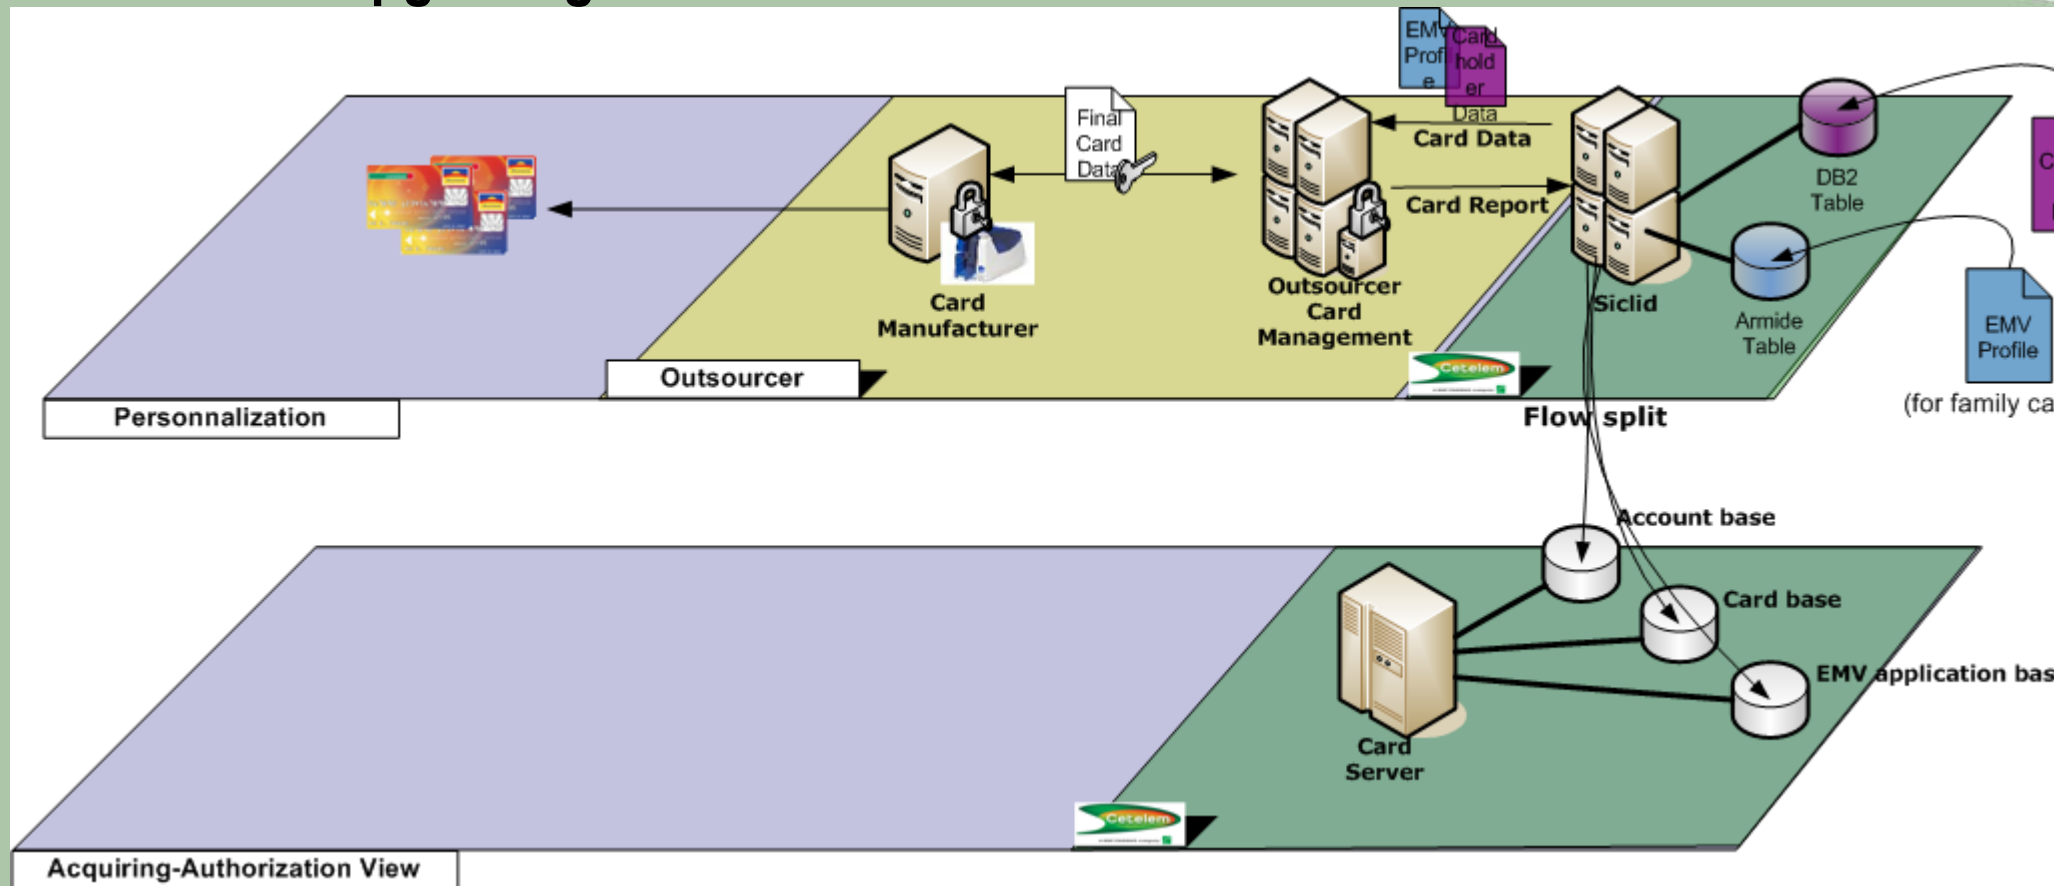 EMV
Profil
e
Card
hold
er
Data
Final
Card
Data
Card Data
Card Report
DB2
Table
Card
Manufacturer
Outsourcer
Card
Management
Siclid
Armide
Table
EMV
Profile
Cetelem
Outsourcer
Personnalization
Flow split
(for family ca
Account base
Card base
EMV application bas
Card
Server
Cetelem
Acquiring-Authorization View